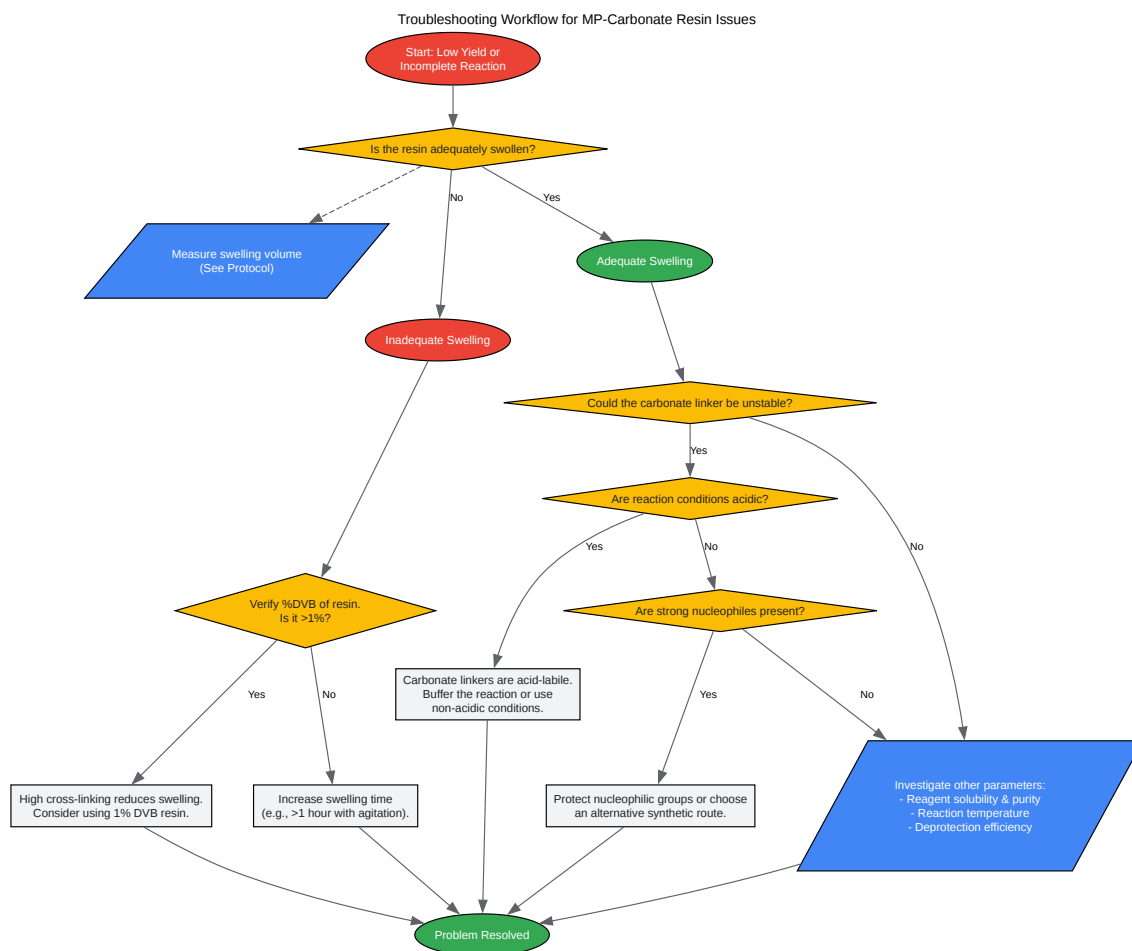 Troubleshooting Workflow for MP-Carbonate Resin Issues
Start: Low Yield or
Incomplete Reaction
Is the resin adequately swollen?
No
Yes
Measure swelling volume
(See Protocol)
Adequate Swelling
Inadequate Swelling
Could the carbonate linker be unstable?
Yes
No
Are reaction conditions acidic?
Yes
No
Verify %DVB of resin.
Is it >1%?
Are strong nucleophiles present?
Yes
No
Carbonate linkers are acid-labile.
Buffer the reaction or use
non-acidic conditions.
Yes
No
High cross-linking reduces swelling.
Consider using 1% DVB resin.
Increase swelling time
(e.g., >1 hour with agitation).
Protect nucleophilic groups or choose
an alternative synthetic route.
Investigate other parameters:
- Reagent solubility & purity
- Reaction temperature
- Deprotection efficiency
Problem Resolved